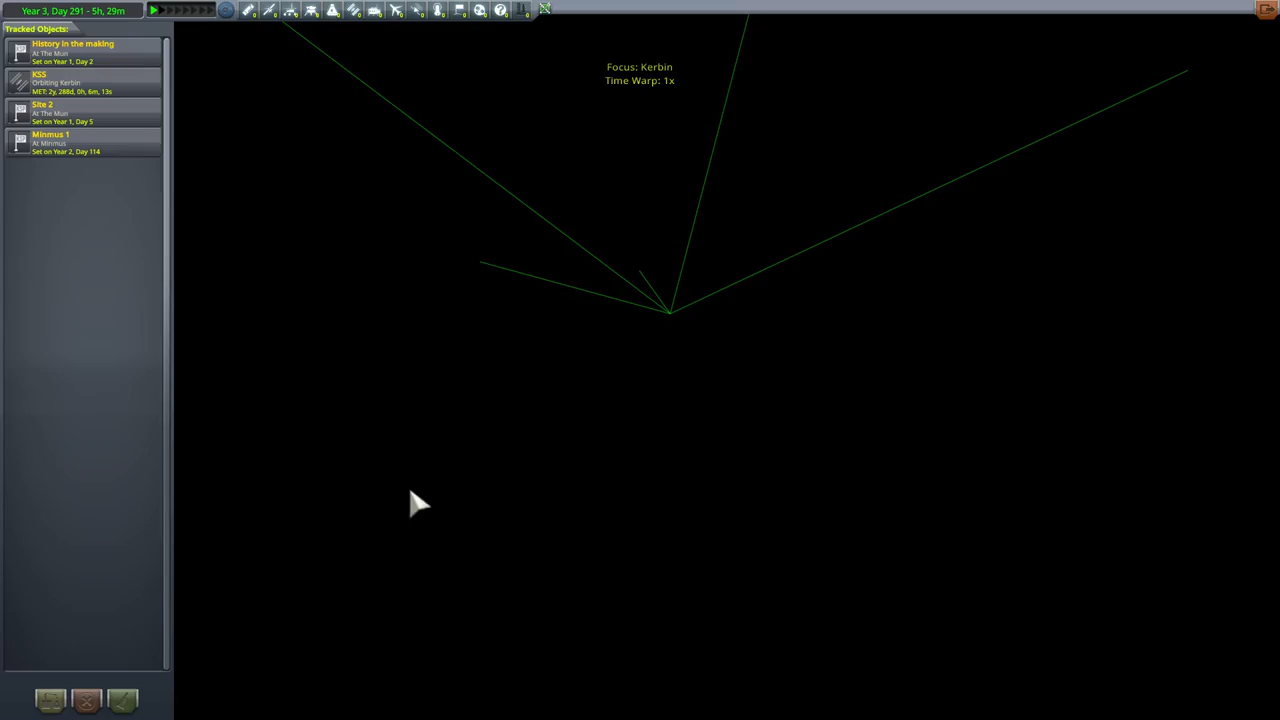 Year 3, Day 291 - 5h, 29m
Tracked Objects:
History in the making
At The Mun
Set on Year 1, Day 2
KSS
Orbiting Kerbin
MET: 2y, 288d, 0h, 6m, 13s
Site 2
At The Mun
Set on Year 1, Day 5
Minmus 1
At Minmus
Set on Year 2, Day 114
Focus: Kerbin
Time Warp: 1x